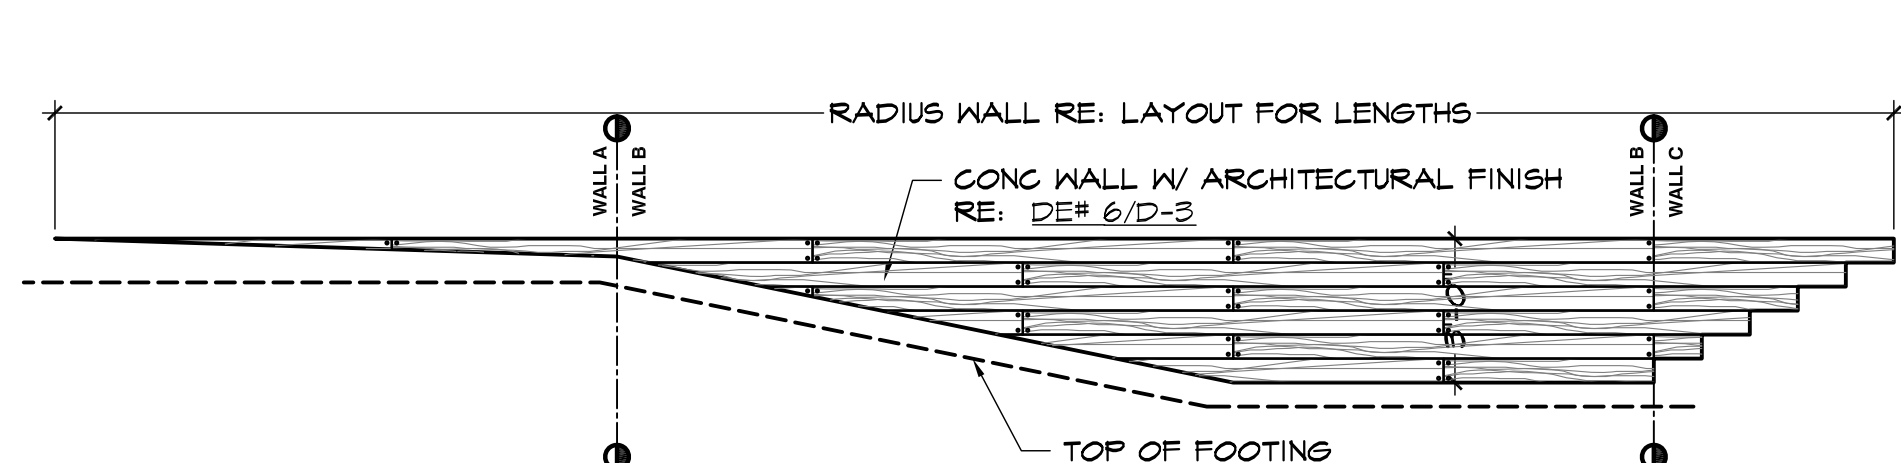 RADIUS WALL RE: LAYOUT FOR LENGTHS
WALL A
WALL B
WALL B
WALL C
CONC WALL W/ ARCHITECTURAL FINISH
RE: DE# 6/D-3
TOP OF FOOTING